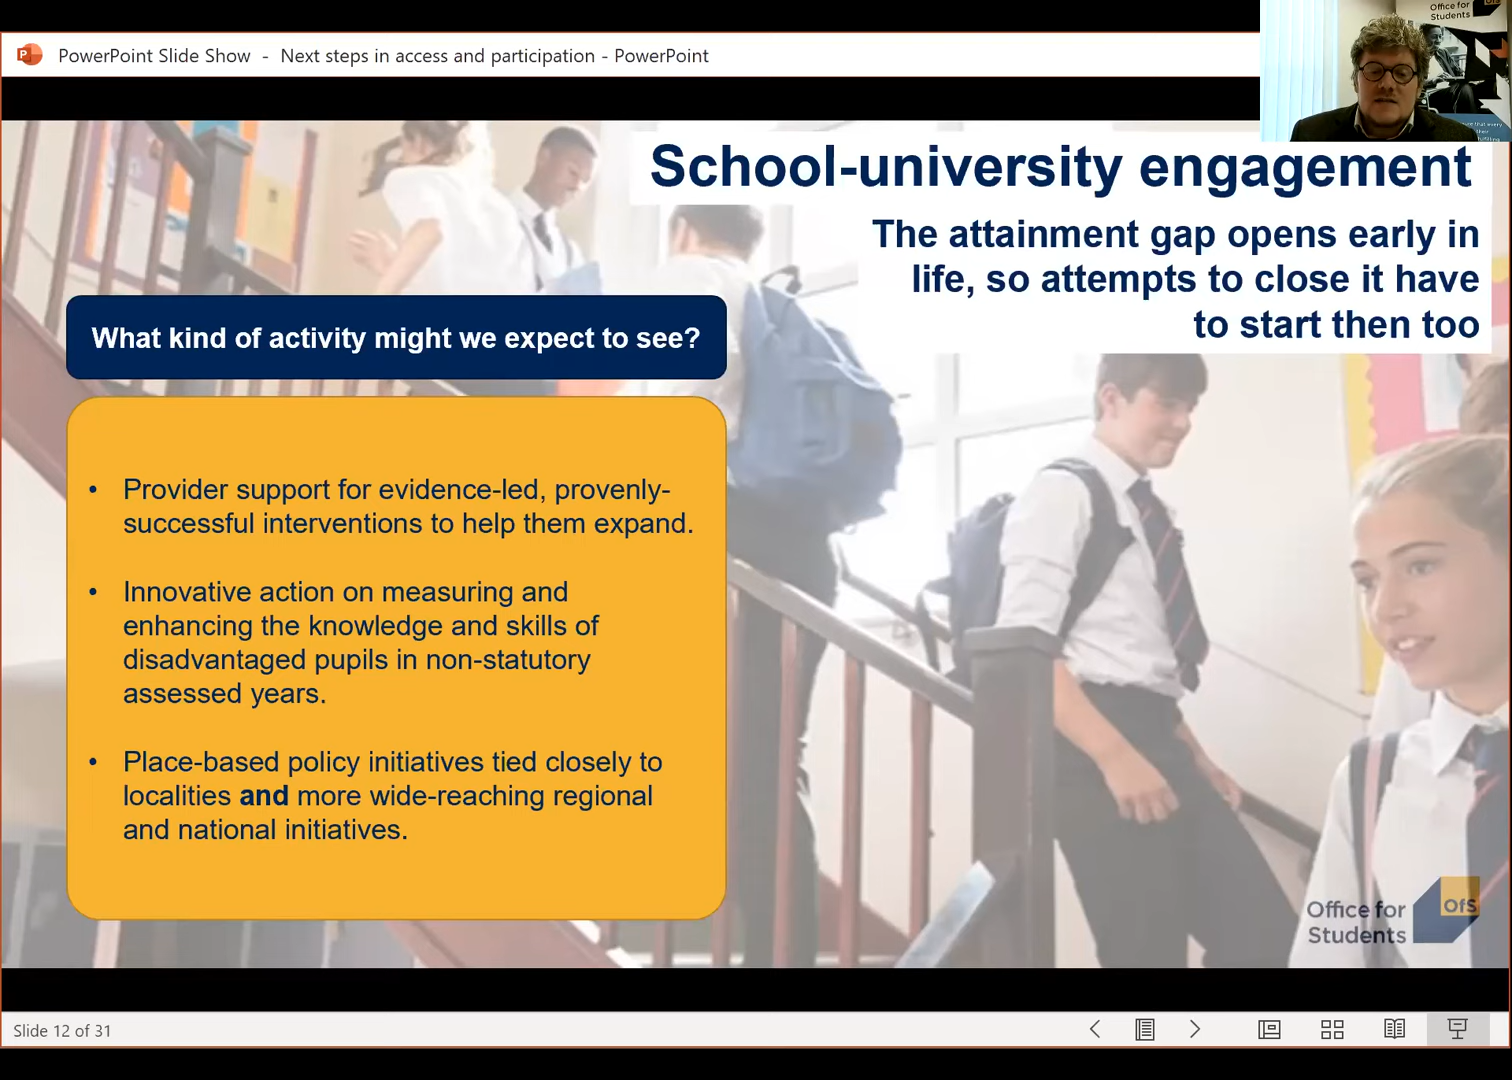 PowerPoint Slide Show - Next steps in access and participation - PowerPoint
Office for
Students
School-university engagement
The attainment gap opens early in
life, so attempts to close it have
to start then too
What kind of activity might we expect to see?
• Provider support for evidence-led, provenly-
successful interventions to help them expand.
• Innovative action on measuring and
enhancing the knowledge and skills of
disadvantaged pupils in non-statutory
assessed years.
• Place-based policy initiatives tied closely to
localities and more wide-reaching regional
and national initiatives.
Office for
Students
OfS
Slide 12 of 31